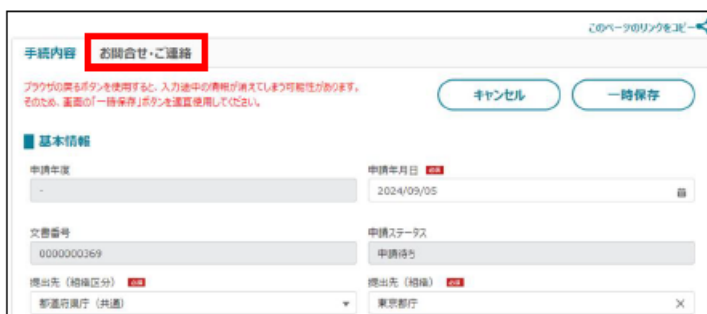 このページのリンクをコピー
手続内容 お問合せ・ご連絡
ブラウザの戻るボタンを使用すると、入力途中の情報が消えてしまう可能性があります。
そのため、画面の「一時保存」ボタンを適宜使用してください。
キャンセル 一時保存
基本情報
申請年度 申請年月日 必須
- 2024/09/05
文書番号 申請ステータス
0000000369 申請待ち
提出先（組織区分） 必須 提出先（組織） 必須
都道府県庁（共通） 東京都庁